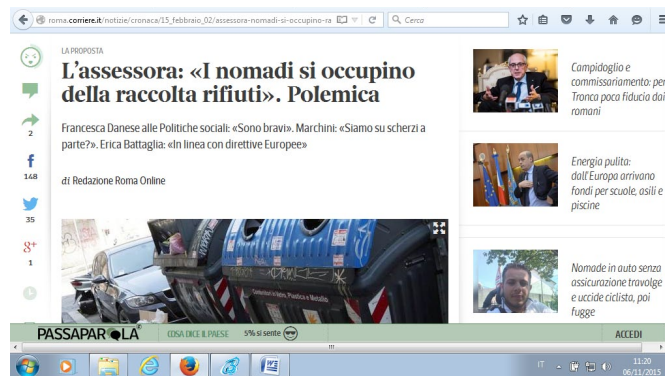 roma.corriere.it/notizie/cronaca/15_febbraio_02/assessora-nomadi-si-occupino-ra
Cerca
LA PROPOSTA
L'assessora: «I nomadi si occupino
della raccolta rifiuti». Polemica
Francesca Danese alle Politiche sociali: «Sono bravi». Marchini: «Siamo su scherzi a
parte?». Erica Battaglia: «In linea con direttive Europee»
di Redazione Roma Online
2
148
35
1
Campidoglio e
commissariamento: per
Tronca poca fiducia dai
romani
Energia pulita:
dall'Europa arrivano
fondi per scuole, asili e
piscine
Nomade in auto senza
assicurazione travolge
e uccide ciclista, poi
fugge
PASSAPAROLA
COSA DICE IL PAESE
5% si sente
ACCEDI
IT
11:20
06/11/2015